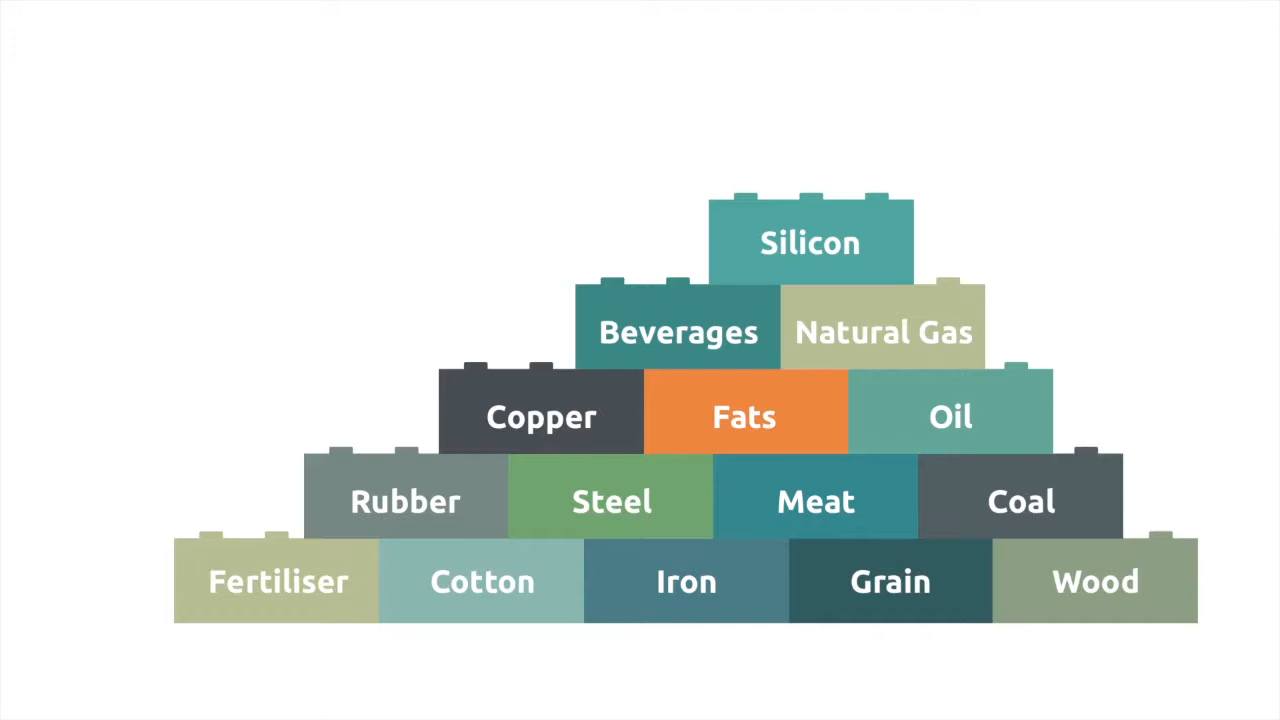 Silicon
Beverages Natural Gas
Copper Fats Oil
Rubber Steel Meat Coal
Fertiliser Cotton Iron Grain Wood